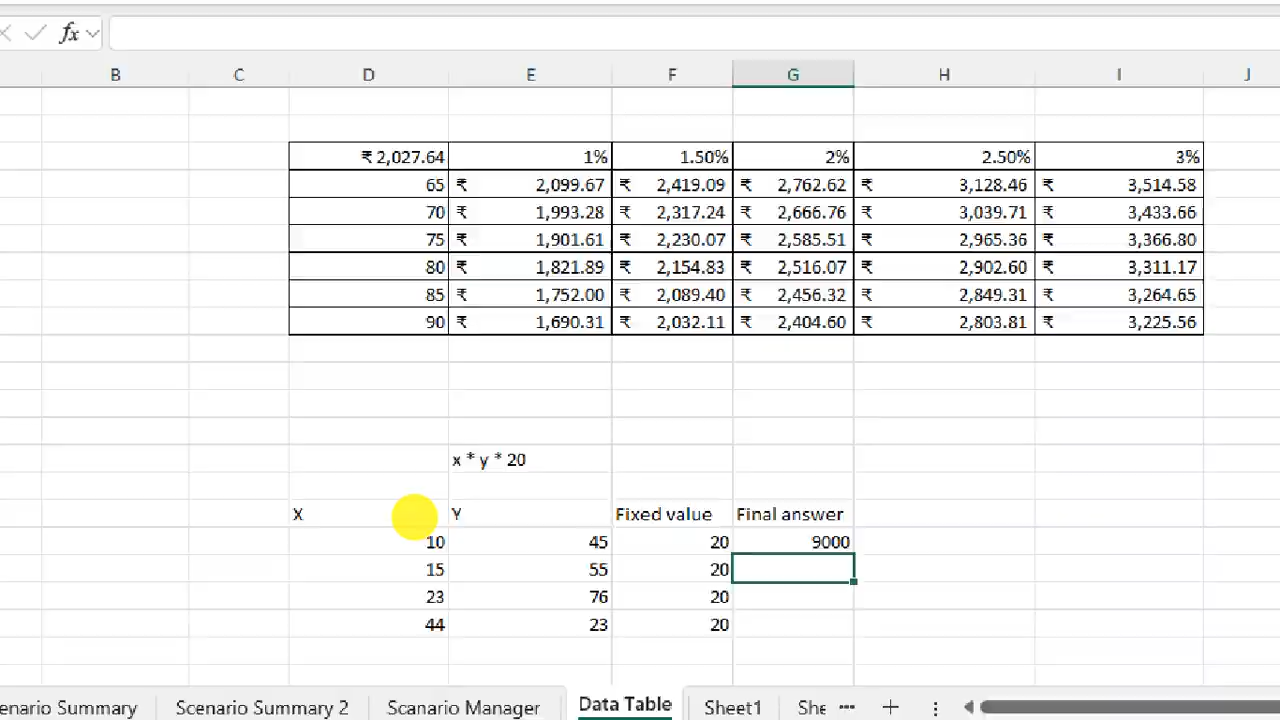 fx
B C D E F G H I J
₹ 2,027.64 1% 1.50% 2% 2.50% 3%
65 ₹ 2,099.67 ₹ 2,419.09 ₹ 2,762.62 ₹ 3,128.46 ₹ 3,514.58
70 ₹ 1,993.28 ₹ 2,317.24 ₹ 2,666.76 ₹ 3,039.71 ₹ 3,433.66
75 ₹ 1,901.61 ₹ 2,230.07 ₹ 2,585.51 ₹ 2,965.36 ₹ 3,366.80
80 ₹ 1,821.89 ₹ 2,154.83 ₹ 2,516.07 ₹ 2,902.60 ₹ 3,311.17
85 ₹ 1,752.00 ₹ 2,089.40 ₹ 2,456.32 ₹ 2,849.31 ₹ 3,264.65
90 ₹ 1,690.31 ₹ 2,032.11 ₹ 2,404.60 ₹ 2,803.81 ₹ 3,225.56
x * y * 20
X Y Fixed value Final answer
10 45 20 9000
15 55 20
23 76 20
44 23 20
enario Summary Scenario Summary 2 Scanario Manager Data Table Sheet1 She ···